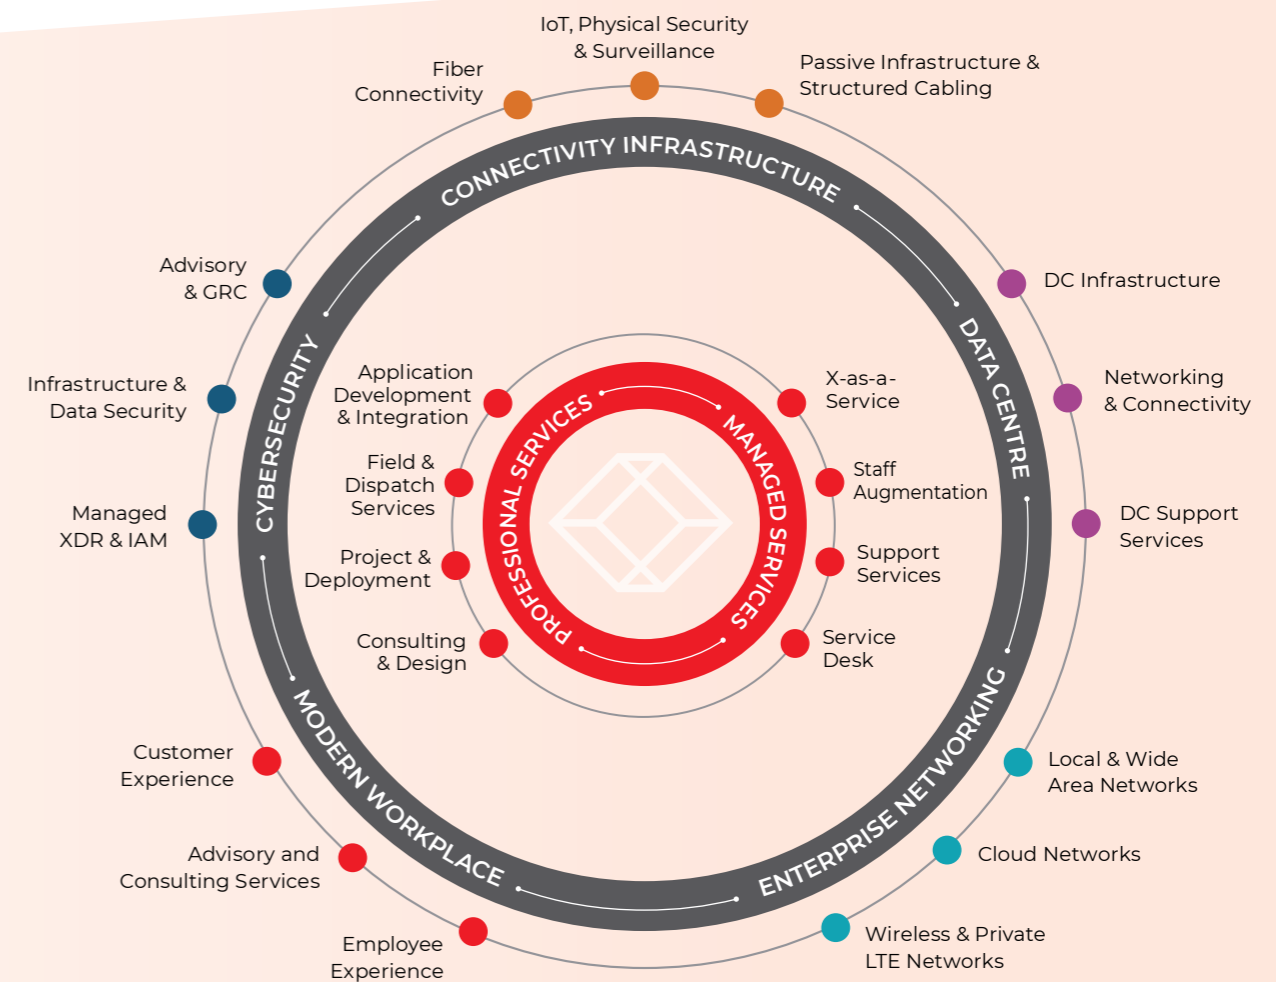 IoT, Physical Security
& Surveillance
Fiber
Connectivity
Passive Infrastructure &
Structured Cabling
CONNECTIVITY INFRASTRUCTURE
Advisory
& GRC
Infrastructure &
Data Security
Managed
XDR & IAM
CYBERSECURITY
DATA CENTRE
DC Infrastructure
Networking
& Connectivity
DC Support
Services
Application
Development
& Integration
Field &
Dispatch
Services
Project &
Deployment
Consulting
& Design
PROFESSIONAL SERVICES
MANAGED SERVICES
X-as-a-
Service
Staff
Augmentation
Support
Services
Service
Desk
MODERN WORKPLACE
ENTERPRISE NETWORKING
Customer
Experience
Advisory and
Consulting Services
Employee
Experience
Local & Wide
Area Networks
Cloud Networks
Wireless & Private
LTE Networks